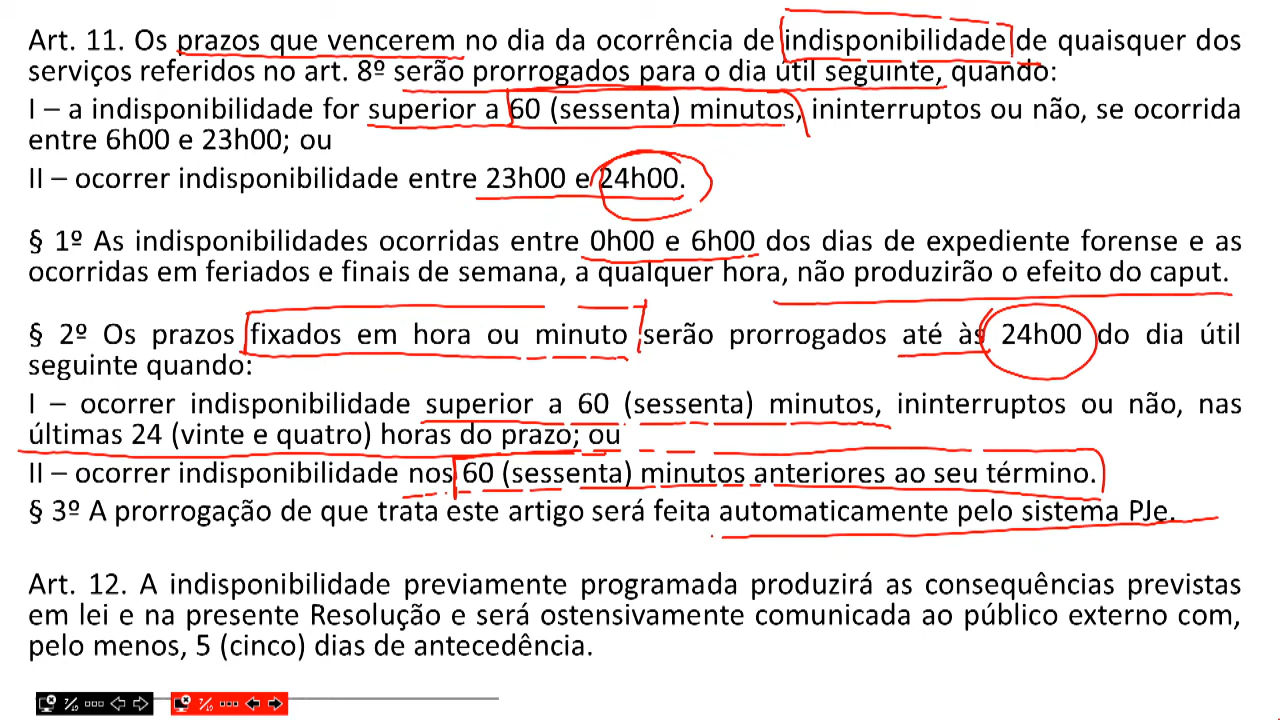 Art. 11. Os prazos que vencerem no dia da ocorrência de indisponibilidade de quaisquer dos
serviços referidos no art. 8º serão prorrogados para o dia útil seguinte, quando:
I – a indisponibilidade for superior a 60 (sessenta) minutos, ininterruptos ou não, se ocorrida
entre 6h00 e 23h00; ou
II – ocorrer indisponibilidade entre 23h00 e 24h00.
§ 1º As indisponibilidades ocorridas entre 0h00 e 6h00 dos dias de expediente forense e as
ocorridas em feriados e finais de semana, a qualquer hora, não produzirão o efeito do caput.
§ 2º Os prazos fixados em hora ou minuto serão prorrogados até às 24h00 do dia útil
seguinte quando:
I – ocorrer indisponibilidade superior a 60 (sessenta) minutos, ininterruptos ou não, nas
últimas 24 (vinte e quatro) horas do prazo; ou
II – ocorrer indisponibilidade nos 60 (sessenta) minutos anteriores ao seu término.
§ 3º A prorrogação de que trata este artigo será feita automaticamente pelo sistema PJe.
Art. 12. A indisponibilidade previamente programada produzirá as consequências previstas
em lei e na presente Resolução e será ostensivamente comunicada ao público externo com,
pelo menos, 5 (cinco) dias de antecedência.